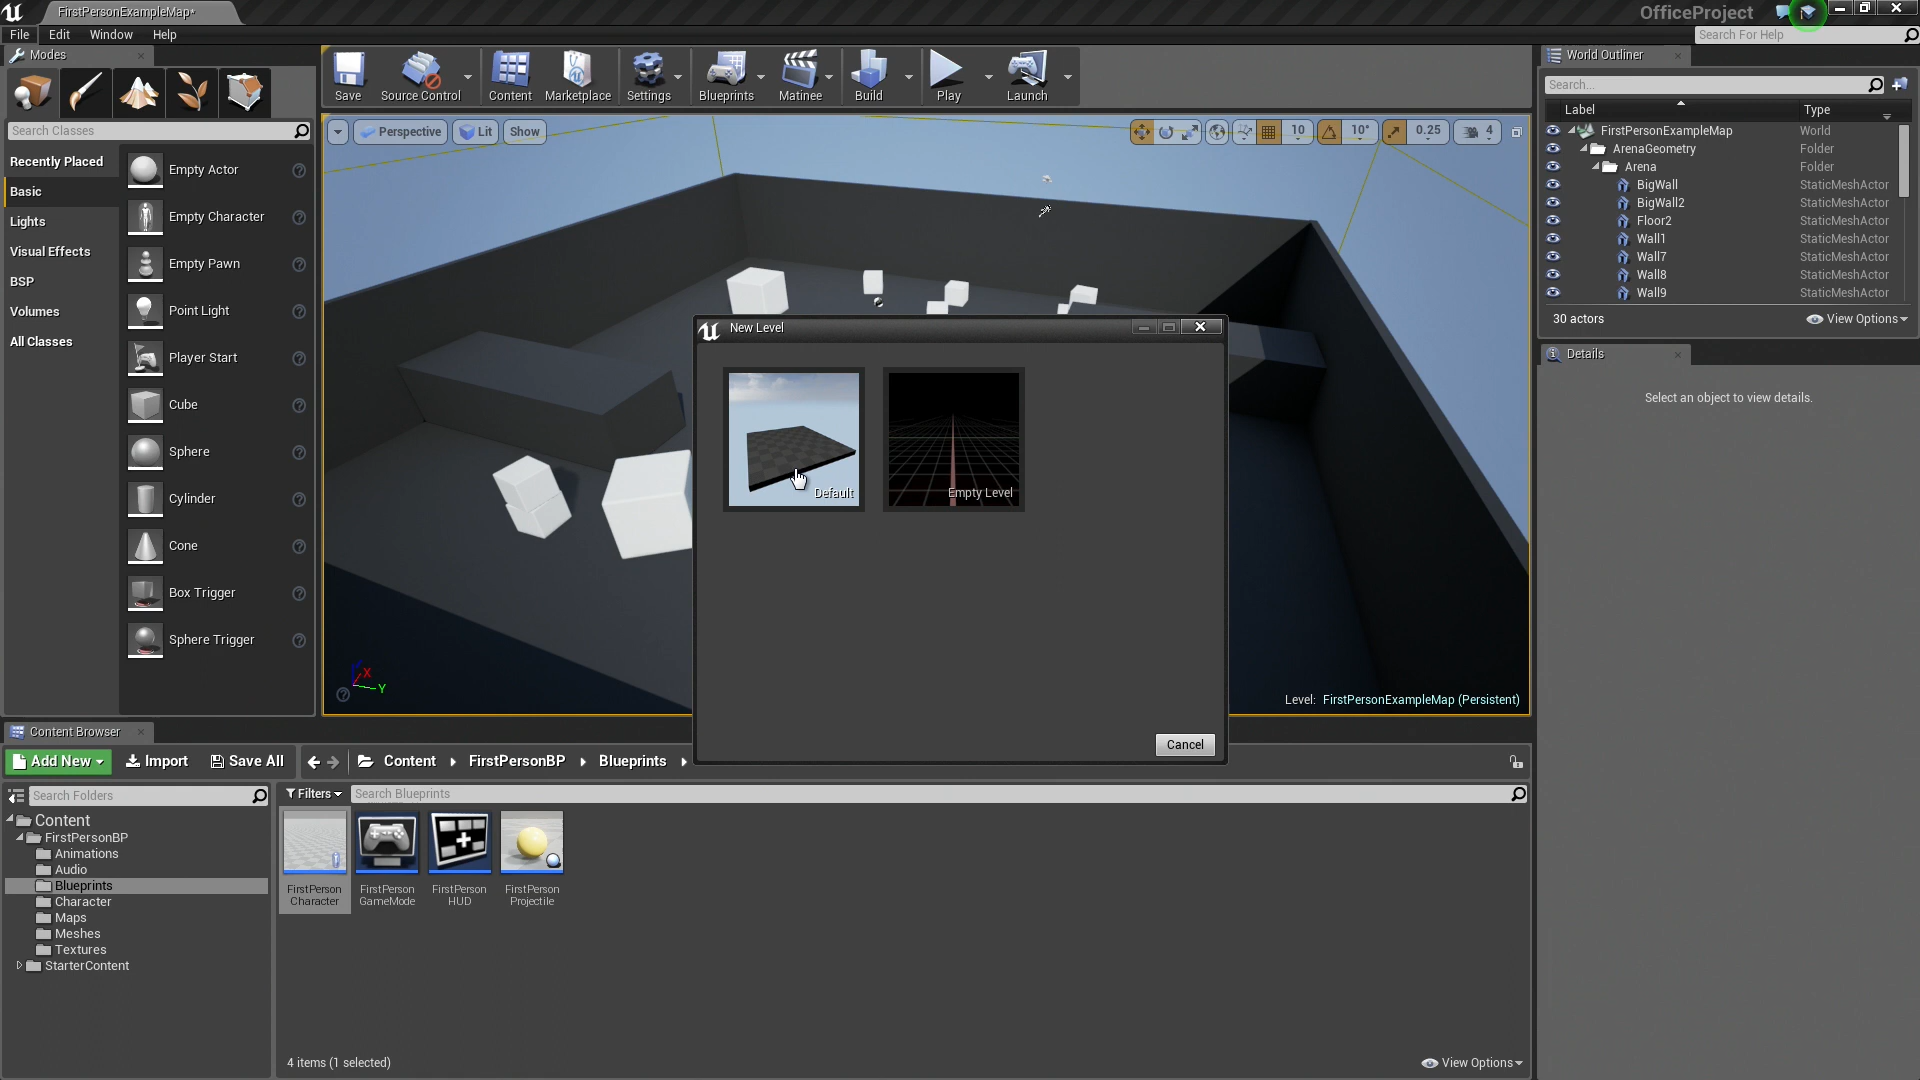 FirstPersonExampleMap*
OfficeProject
File Edit Window Help
Search For Help
Modes
Save
Source Control
Content
Marketplace
Settings
Blueprints
Matinee
Build
Play
Launch
World Outliner
Search...
Label Type
FirstPersonExampleMap World
ArenaGeometry Folder
Arena Folder
BigWall StaticMeshActor
BigWall2 StaticMeshActor
Floor2 StaticMeshActor
Wall1 StaticMeshActor
Wall7 StaticMeshActor
Wall8 StaticMeshActor
Wall9 StaticMeshActor
30 actors
View Options
Details
Select an object to view details.
Search Classes
Recently Placed
Basic
Lights
Visual Effects
BSP
Volumes
All Classes
Empty Actor
Empty Character
Empty Pawn
Point Light
Player Start
Cube
Sphere
Cylinder
Cone
Box Trigger
Sphere Trigger
Perspective
Lit
Show
10
10°
0.25
4
X
Y
Level: FirstPersonExampleMap (Persistent)
New Level
Default
Empty Level
Cancel
Content Browser
Add New
Import
Save All
Content
FirstPersonBP
Blueprints
Search Folders
Filters
Search Blueprints
Content
FirstPersonBP
Animations
Audio
Blueprints
Character
Maps
Meshes
Textures
StarterContent
FirstPerson
Character
FirstPerson
GameMode
FirstPerson
HUD
FirstPerson
Projectile
4 items (1 selected)
View Options